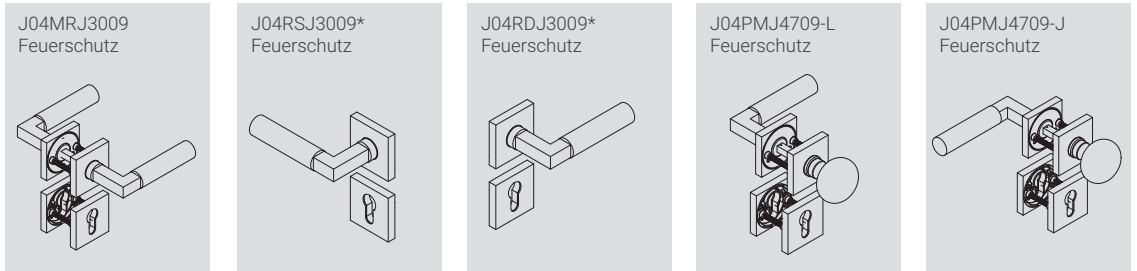 J04MRJ3009
Feuerschutz
J04RSJ3009*
Feuerschutz
J04RDJ3009*
Feuerschutz
J04PMJ4709-L
Feuerschutz
J04PMJ4709-J
Feuerschutz